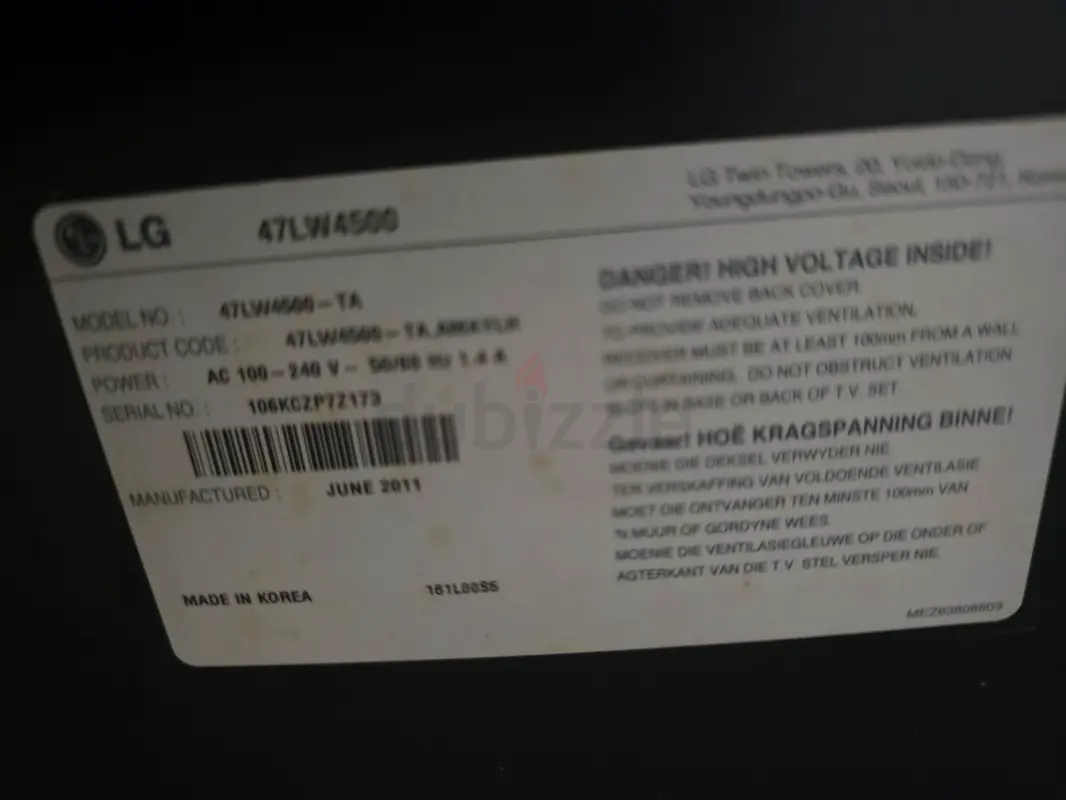 LG 47LW4500
LG Twin Towers, 20, Yoido-Dong
Youngdungpo-Gu, Seoul, 150-721, Korea
MODEL NO. : 47LW4500-TA
PRODUCT CODE : 47LW4500-TA
POWER : AC 100-240 V ~ 50/60 Hz 1.4 A
SERIAL NO. : 106KCZP7Z173
MANUFACTURED : JUNE 2011
MADE IN KOREA 161L00S5
DANGER! HIGH VOLTAGE INSIDE!
DO NOT REMOVE BACK COVER.
TO PROVIDE ADEQUATE VENTILATION,
RECEIVER MUST BE AT LEAST 100mm FROM A WALL
OR CURTAINING. DO NOT OBSTRUCT VENTILATION
IN BASE OR BACK OF T.V. SET.
Gevaar! HOË KRAGSPANNING BINNE!
MOENIE DIE DEKSEL VERWYDER NIE.
TER VERSKAFFING VAN VOLDOENDE VENTILASIE
MOET DIE ONTVANGER TEN MINSTE 100mm VAN
'N MUUR OF GORDYNE WEES.
MOENIE DIE VENTILASIEGLEUWE OP DIE ONDER OF
AGTERKANT VAN DIE T.V. STEL VERSPER NIE.
dubizzle